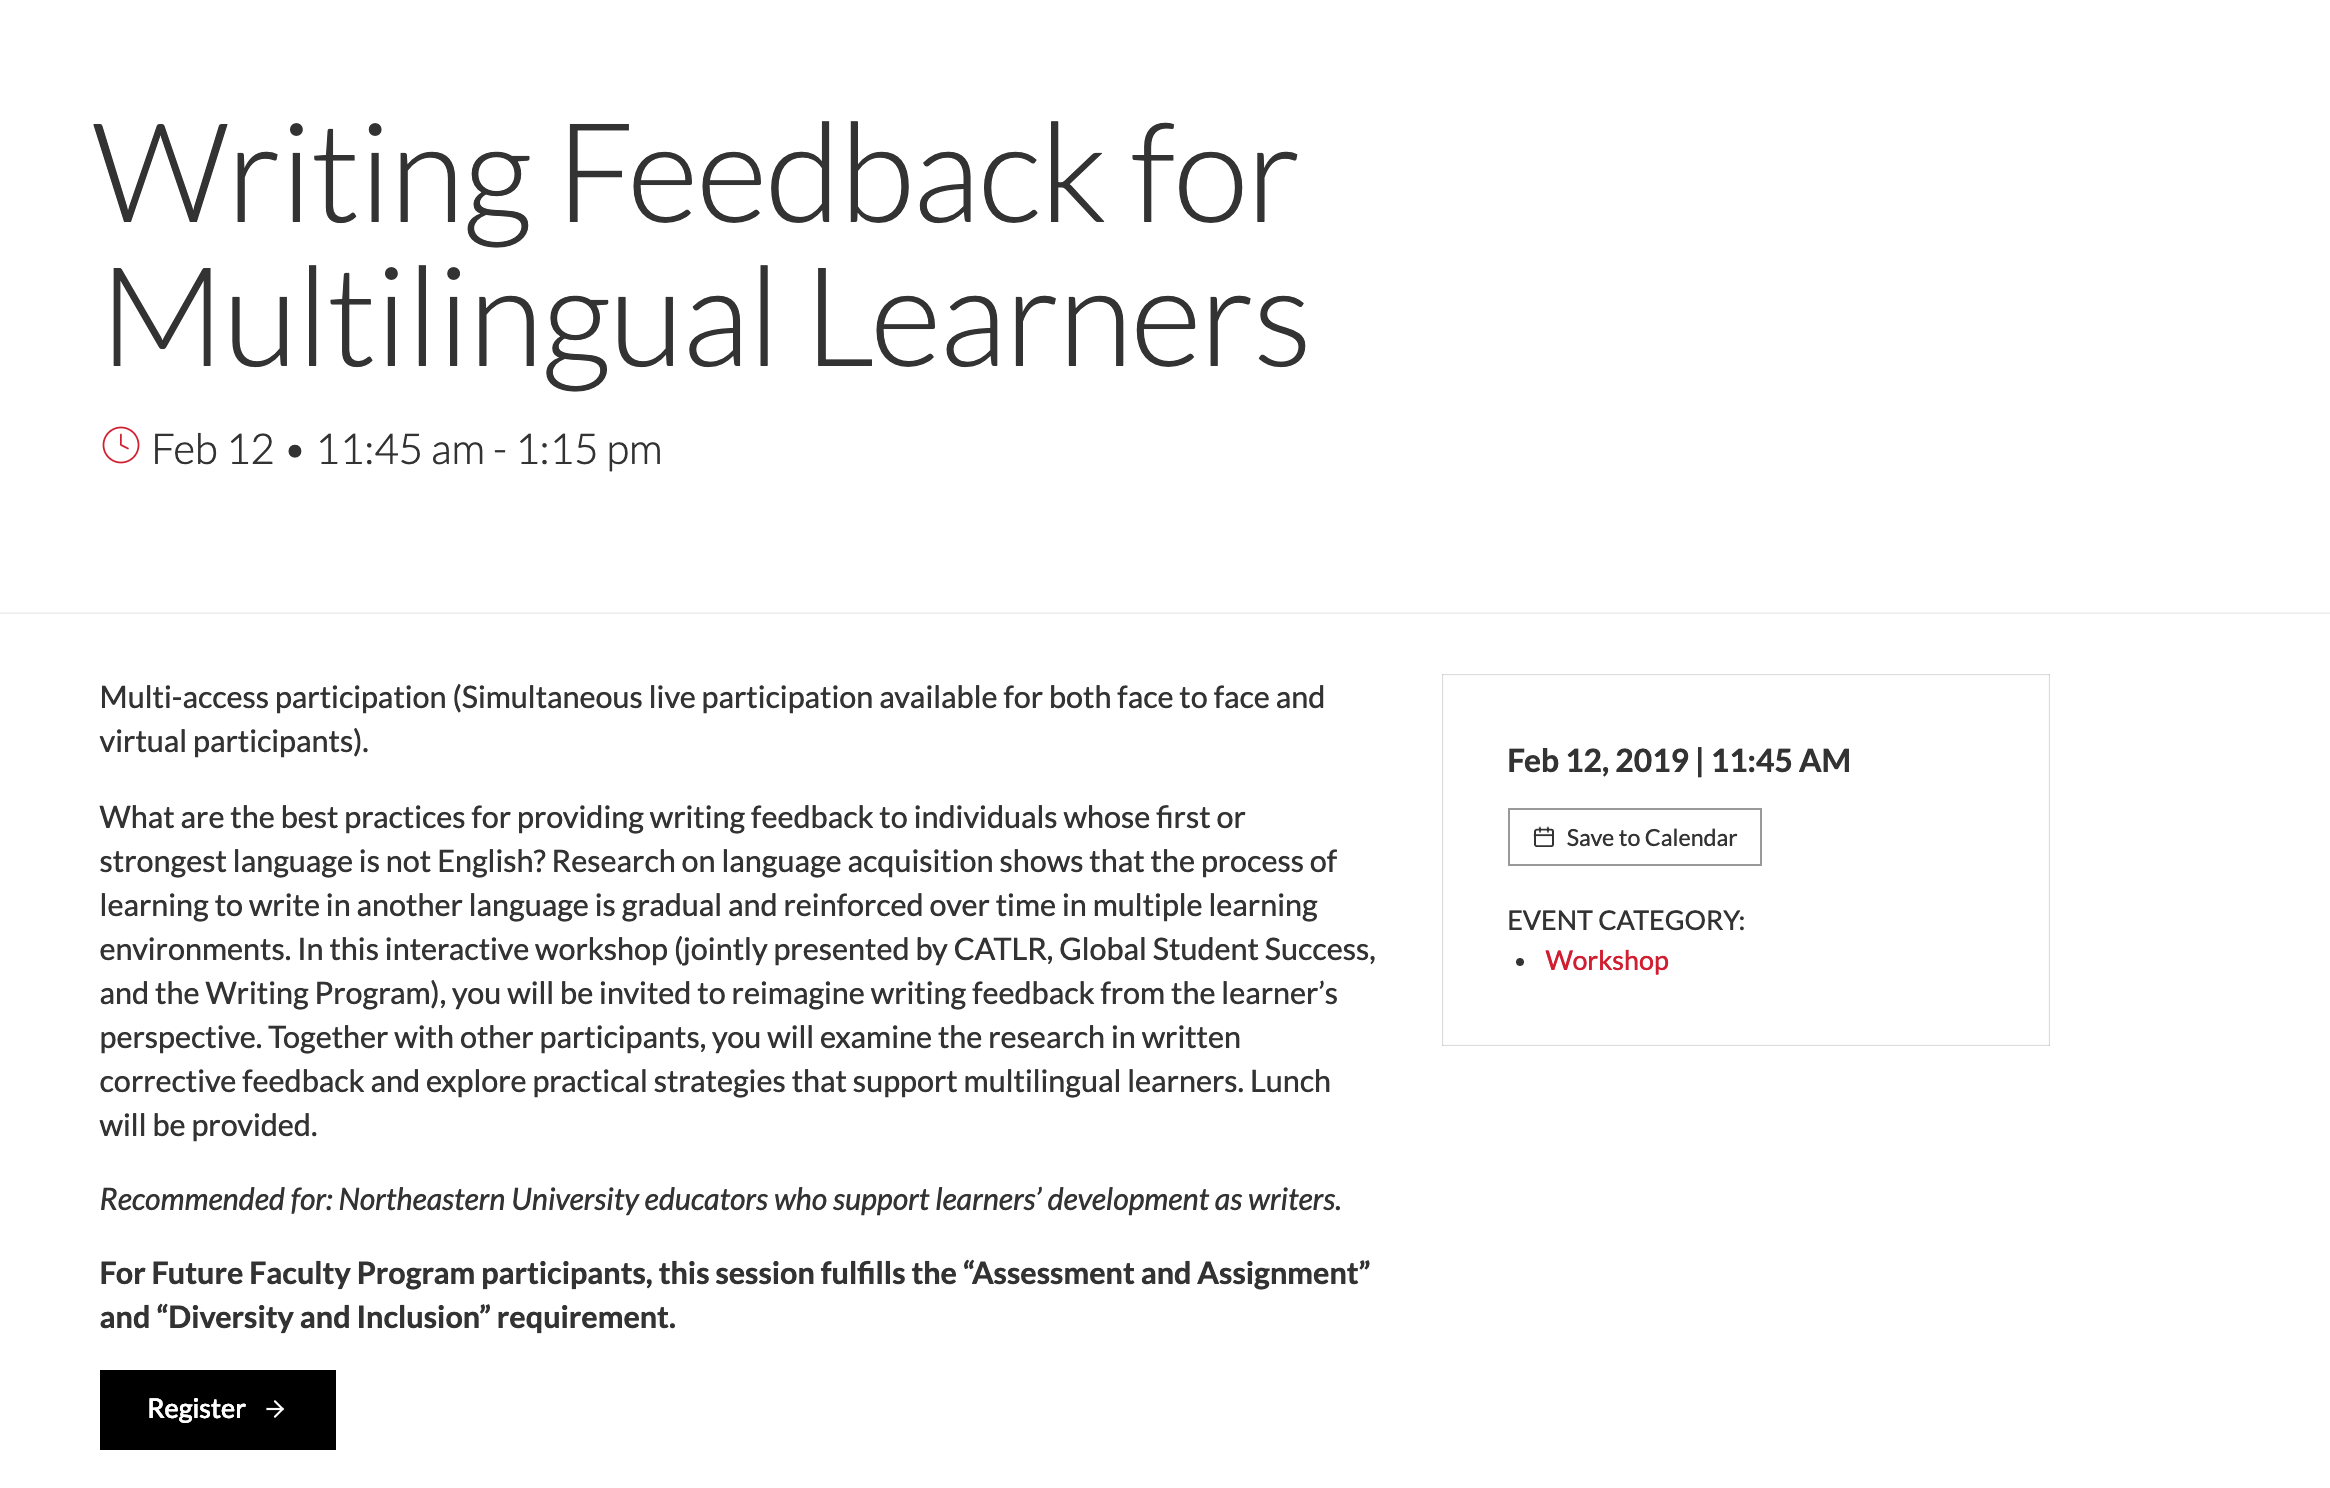 Writing Feedback for
Multilingual Learners
Feb 12 • 11:45 am - 1:15 pm
Multi-access participation (Simultaneous live participation available for both face to face and
virtual participants).
What are the best practices for providing writing feedback to individuals whose first or
strongest language is not English? Research on language acquisition shows that the process of
learning to write in another language is gradual and reinforced over time in multiple learning
environments. In this interactive workshop (jointly presented by CATLR, Global Student Success,
and the Writing Program), you will be invited to reimagine writing feedback from the learner’s
perspective. Together with other participants, you will examine the research in written
corrective feedback and explore practical strategies that support multilingual learners. Lunch
will be provided.
Recommended for: Northeastern University educators who support learners’ development as writers.
For Future Faculty Program participants, this session fulfills the “Assessment and Assignment”
and “Diversity and Inclusion” requirement.
Register →
Feb 12, 2019 | 11:45 AM
Save to Calendar
EVENT CATEGORY:
• Workshop